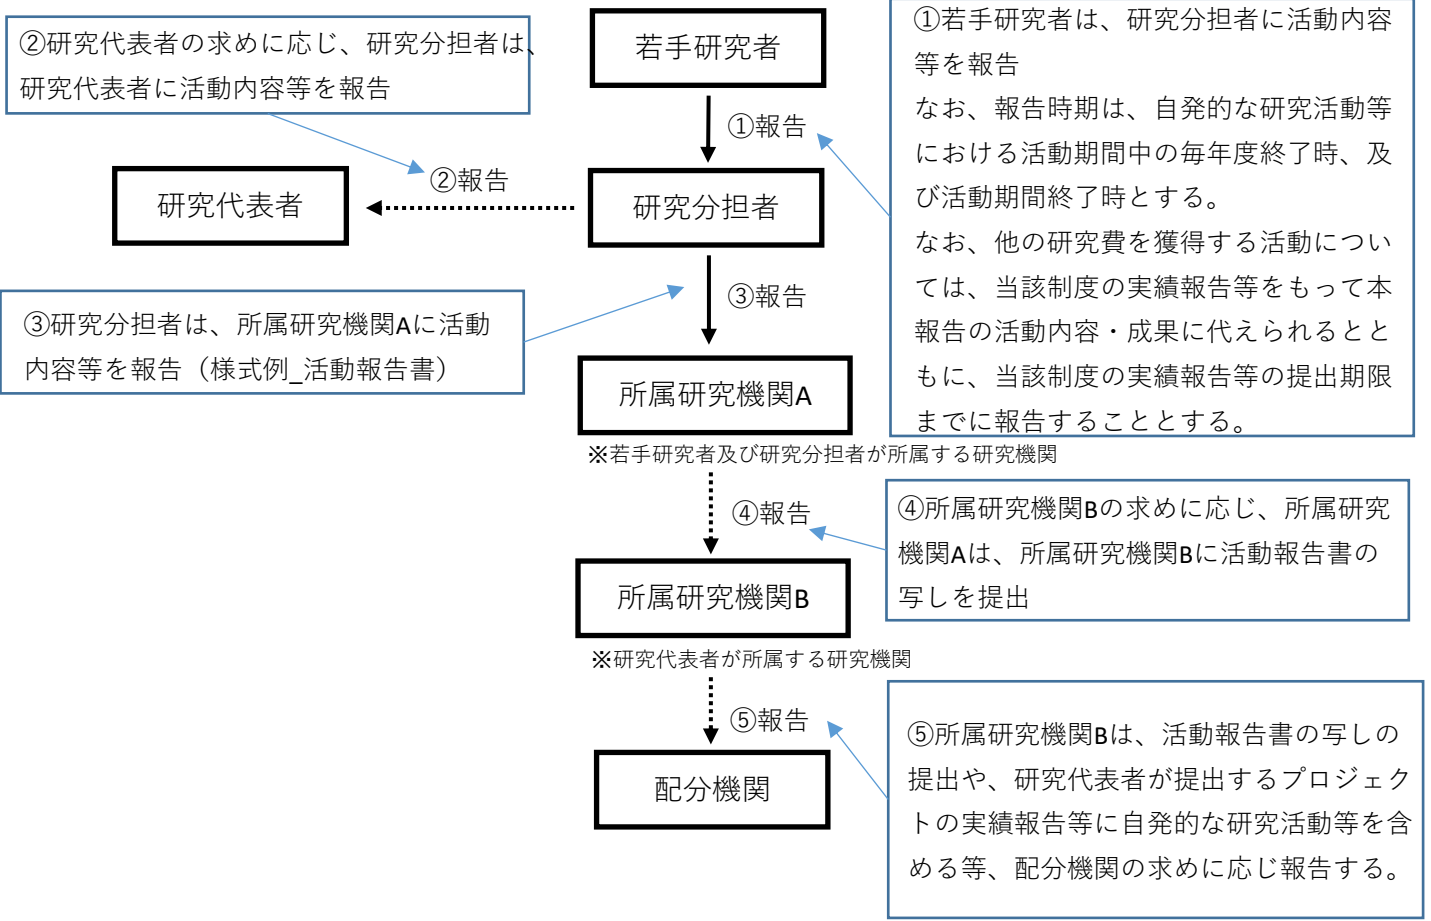 ②研究代表者の求めに応じ、研究分担者は、
研究代表者に活動内容等を報告
若手研究者
①若手研究者は、研究分担者に活動内容
等を報告
なお、報告時期は、自発的な研究活動等
における活動期間中の毎年度終了時、及
び活動期間終了時とする。
なお、他の研究費を獲得する活動につい
ては、当該制度の実績報告等をもって本
報告の活動内容・成果に代えられるとと
もに、当該制度の実績報告等の提出期限
までに報告することとする。
①報告
②報告
研究代表者
研究分担者
③報告
③研究分担者は、所属研究機関Aに活動
内容等を報告（様式例_活動報告書）
所属研究機関A
※若手研究者及び研究分担者が所属する研究機関
④報告
④所属研究機関Bの求めに応じ、所属研究
機関Aは、所属研究機関Bに活動報告書の
写しを提出
所属研究機関B
※研究代表者が所属する研究機関
⑤報告
⑤所属研究機関Bは、活動報告書の写しの
提出や、研究代表者が提出するプロジェク
トの実績報告等に自発的な研究活動等を含
める等、配分機関の求めに応じ報告する。
配分機関